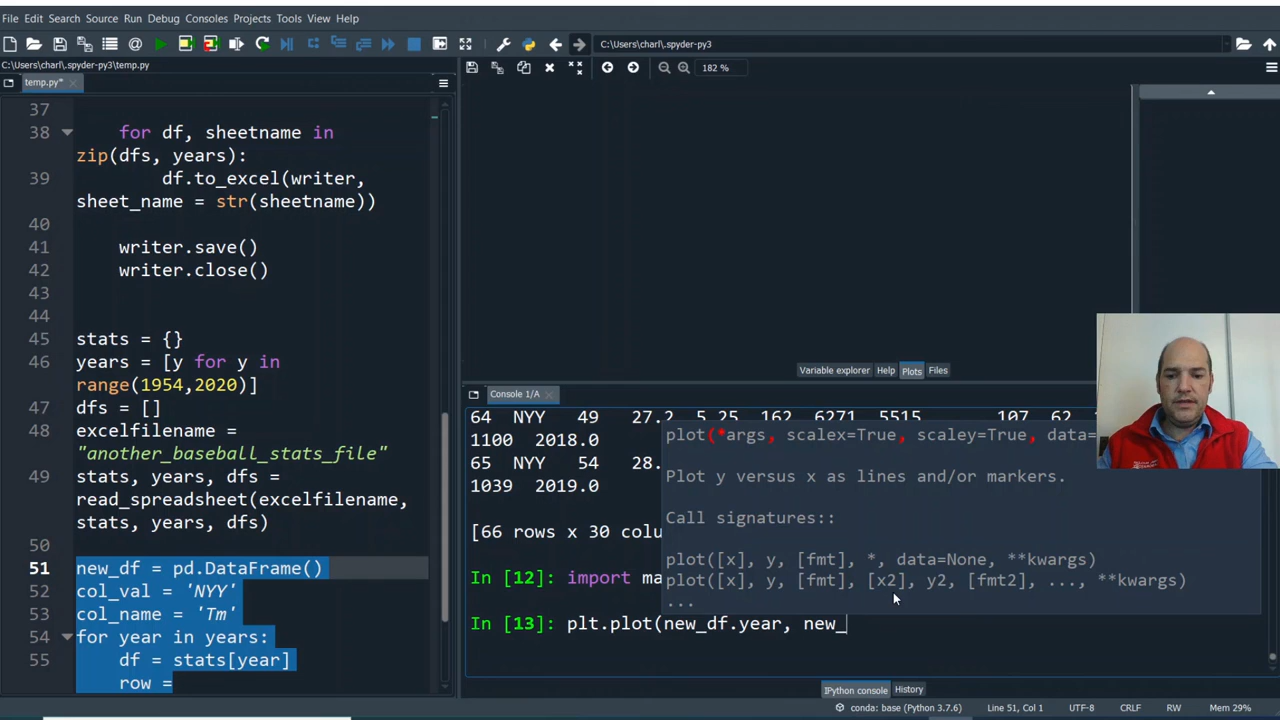 File Edit Search Source Run Debug Consoles Projects Tools View Help
C:\Users\charl\.spyder-py3
C:\Users\charl\.spyder-py3\temp.py
temp.py*
182 %
37
38 for df, sheetname in
zip(dfs, years):
39 df.to_excel(writer,
sheet_name = str(sheetname))
40
41 writer.save()
42 writer.close()
43
44
45 stats = {}
46 years = [y for y in
range(1954,2020)]
47 dfs = []
48 excelfilename =
"another_baseball_stats_file"
49 stats, years, dfs =
read_spreadsheet(excelfilename,
stats, years, dfs)
50
51 new_df = pd.DataFrame()
52 col_val = 'NYY'
53 col_name = 'Tm'
54 for year in years:
55 df = stats[year]
row =
Variable explorer Help Plots Files
Console 1/A
64 NYY 49 27.2 5.25 162 6271 5515 107 62
1100 2018.0
65 NYY 54 28.
1039 2019.0
[66 rows x 30 colu
In [12]: import ma
plot(*args, scalex=True, scaley=True, data=
Plot y versus x as lines and/or markers.
Call signatures::
plot([x], y, [fmt], *, data=None, **kwargs)
plot([x], y, [fmt], [x2], y2, [fmt2], ..., **kwargs)
...
In [13]: plt.plot(new_df.year, new_
IPython console History
conda: base (Python 3.7.6) Line 51, Col 1 UTF-8 CRLF RW Mem 29%